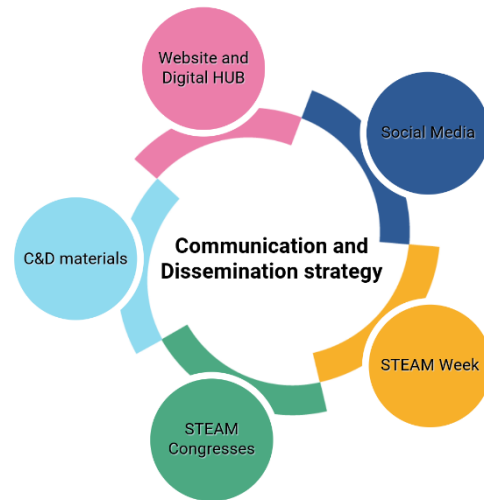 Website and
Digital HUB
Social Media
C&D materials
Communication and
Dissemination strategy
STEAM Week
STEAM
Congresses